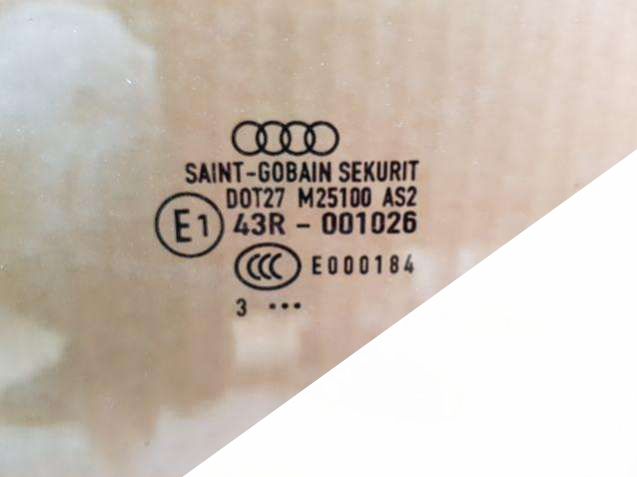 SAINT-GOBAIN SEKURIT
DOT27 M25100 AS2
E1 43R - 001026
CCC E000184
3 •••